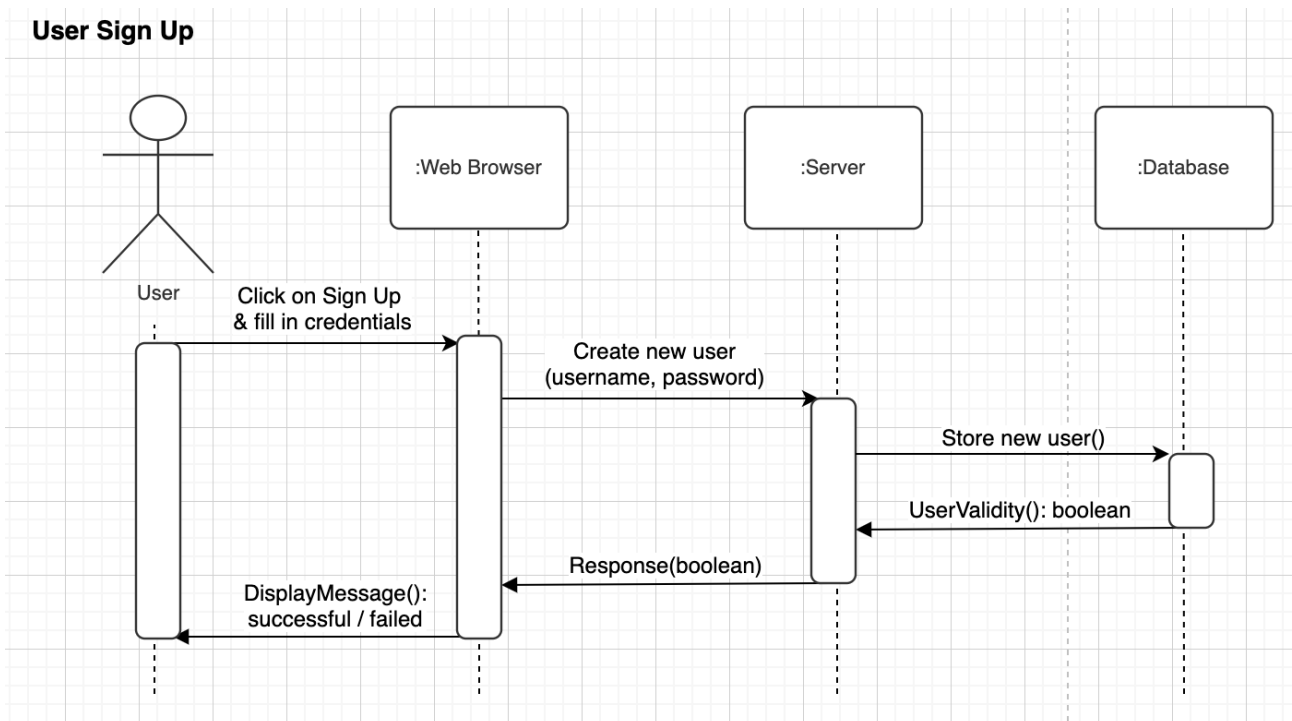 User Sign Up
:Web Browser
:Server
:Database
User
Click on Sign Up
& fill in credentials
Create new user
(username, password)
Store new user()
UserValidity(): boolean
Response(boolean)
DisplayMessage():
successful / failed